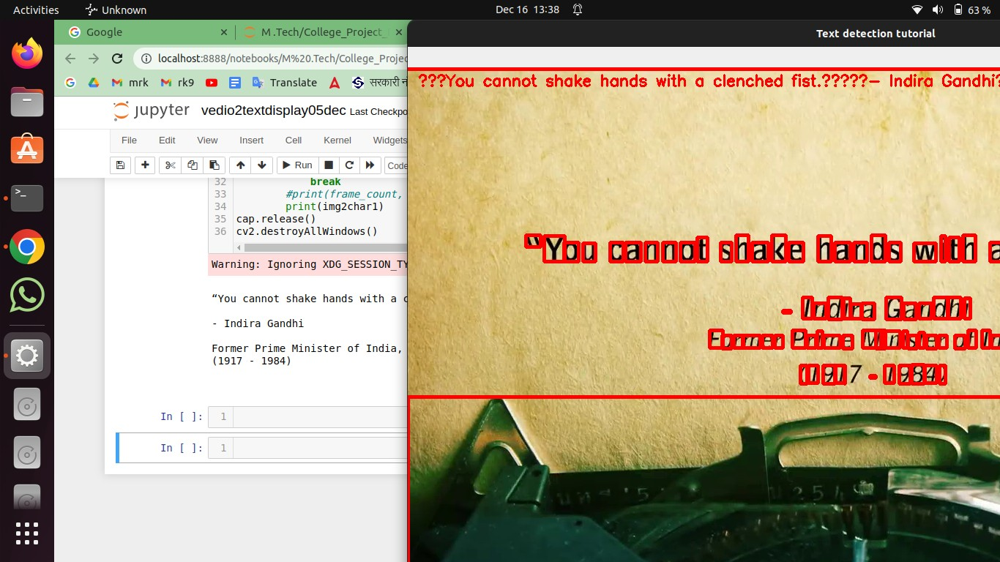 Activities
Unknown
Dec 16 13:38
63 %
Google
M .Tech/College_Project_
localhost:8888/notebooks/M%20.Tech/College_Projec
mrk
rk9
Translate
सरकारी
jupyter
vedio2textdisplay05dec Last Checkpo
File Edit View Insert Cell Kernel Widgets
Run
Code
32 break
33 #print(frame_count,
34 print(img2char1)
35 cap.release()
36 cv2.destroyAllWindows()
Warning: Ignoring XDG_SESSION_TY
“You cannot shake hands with a c
- Indira Gandhi
Former Prime Minister of India,
(1917 - 1984)
In [ ]: 1
In [ ]: 1
Text detection tutorial
???You cannot shake hands with a clenched fist.?????– Indira Gandhi?
“You cannot shake hands with a
- Indira Gandhi
Former Prime Minister of In
(1917 - 1984)